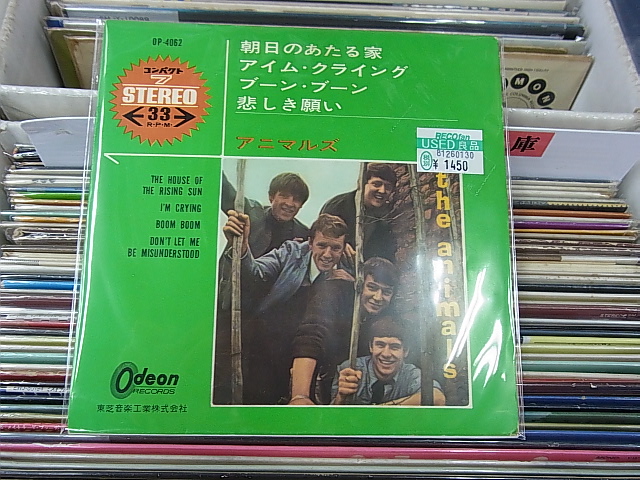 OP-4062
コンパクト
7
STEREO
33
R・P・M・
朝日のあたる家
アイム・クライング
ブーン・ブーン
悲しき願い
アニマルズ
RECOfan
USED 良品
81260130
¥ 1450
庫
THE HOUSE OF
THE RISING SUN
I'M CRYING
BOOM BOOM
DON'T LET ME
BE MISUNDERSTOOD
the animals
Odeon
RECORDS
東芝音楽工業株式会社